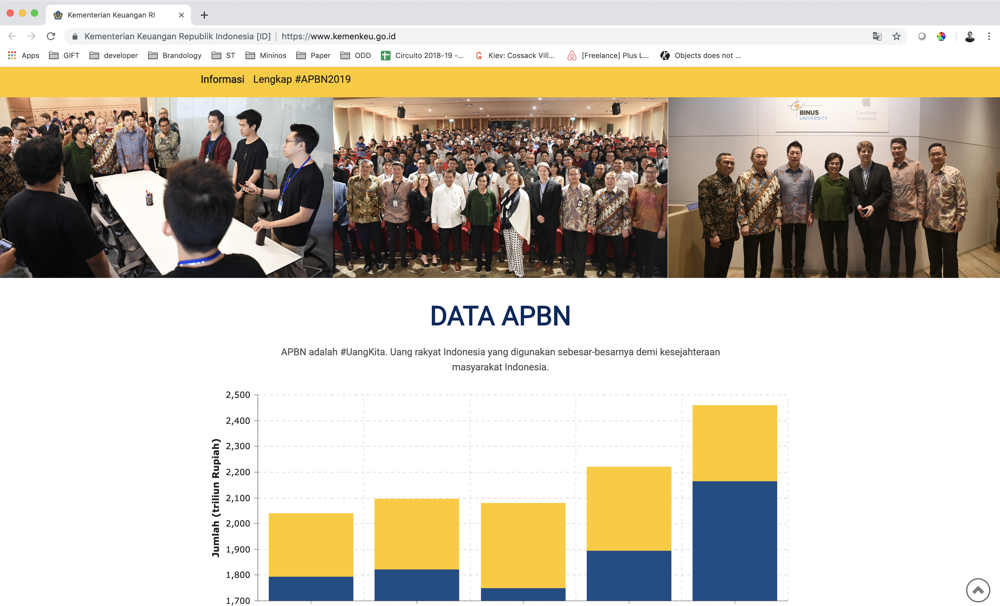 Kementerian Keuangan RI
Kementerian Keuangan Republik Indonesia [ID] | https://www.kemenkeu.go.id
Apps GIFT developer Brandology ST Mininos Paper ODD Circuito 2018-19 -... Kiev: Cossack Vill... [Freelance] Plus L... Objects does not ...
Informasi Lengkap #APBN2019
BINUS
UNIVERSITY
Developer
Academy
DATA APBN
APBN adalah #UangKita. Uang rakyat Indonesia yang digunakan sebesar-besarnya demi kesejahteraan
masyarakat Indonesia.
Jumlah (triliun Rupiah)
2,500
2,400
2,300
2,200
2,100
2,000
1,900
1,800
1,700